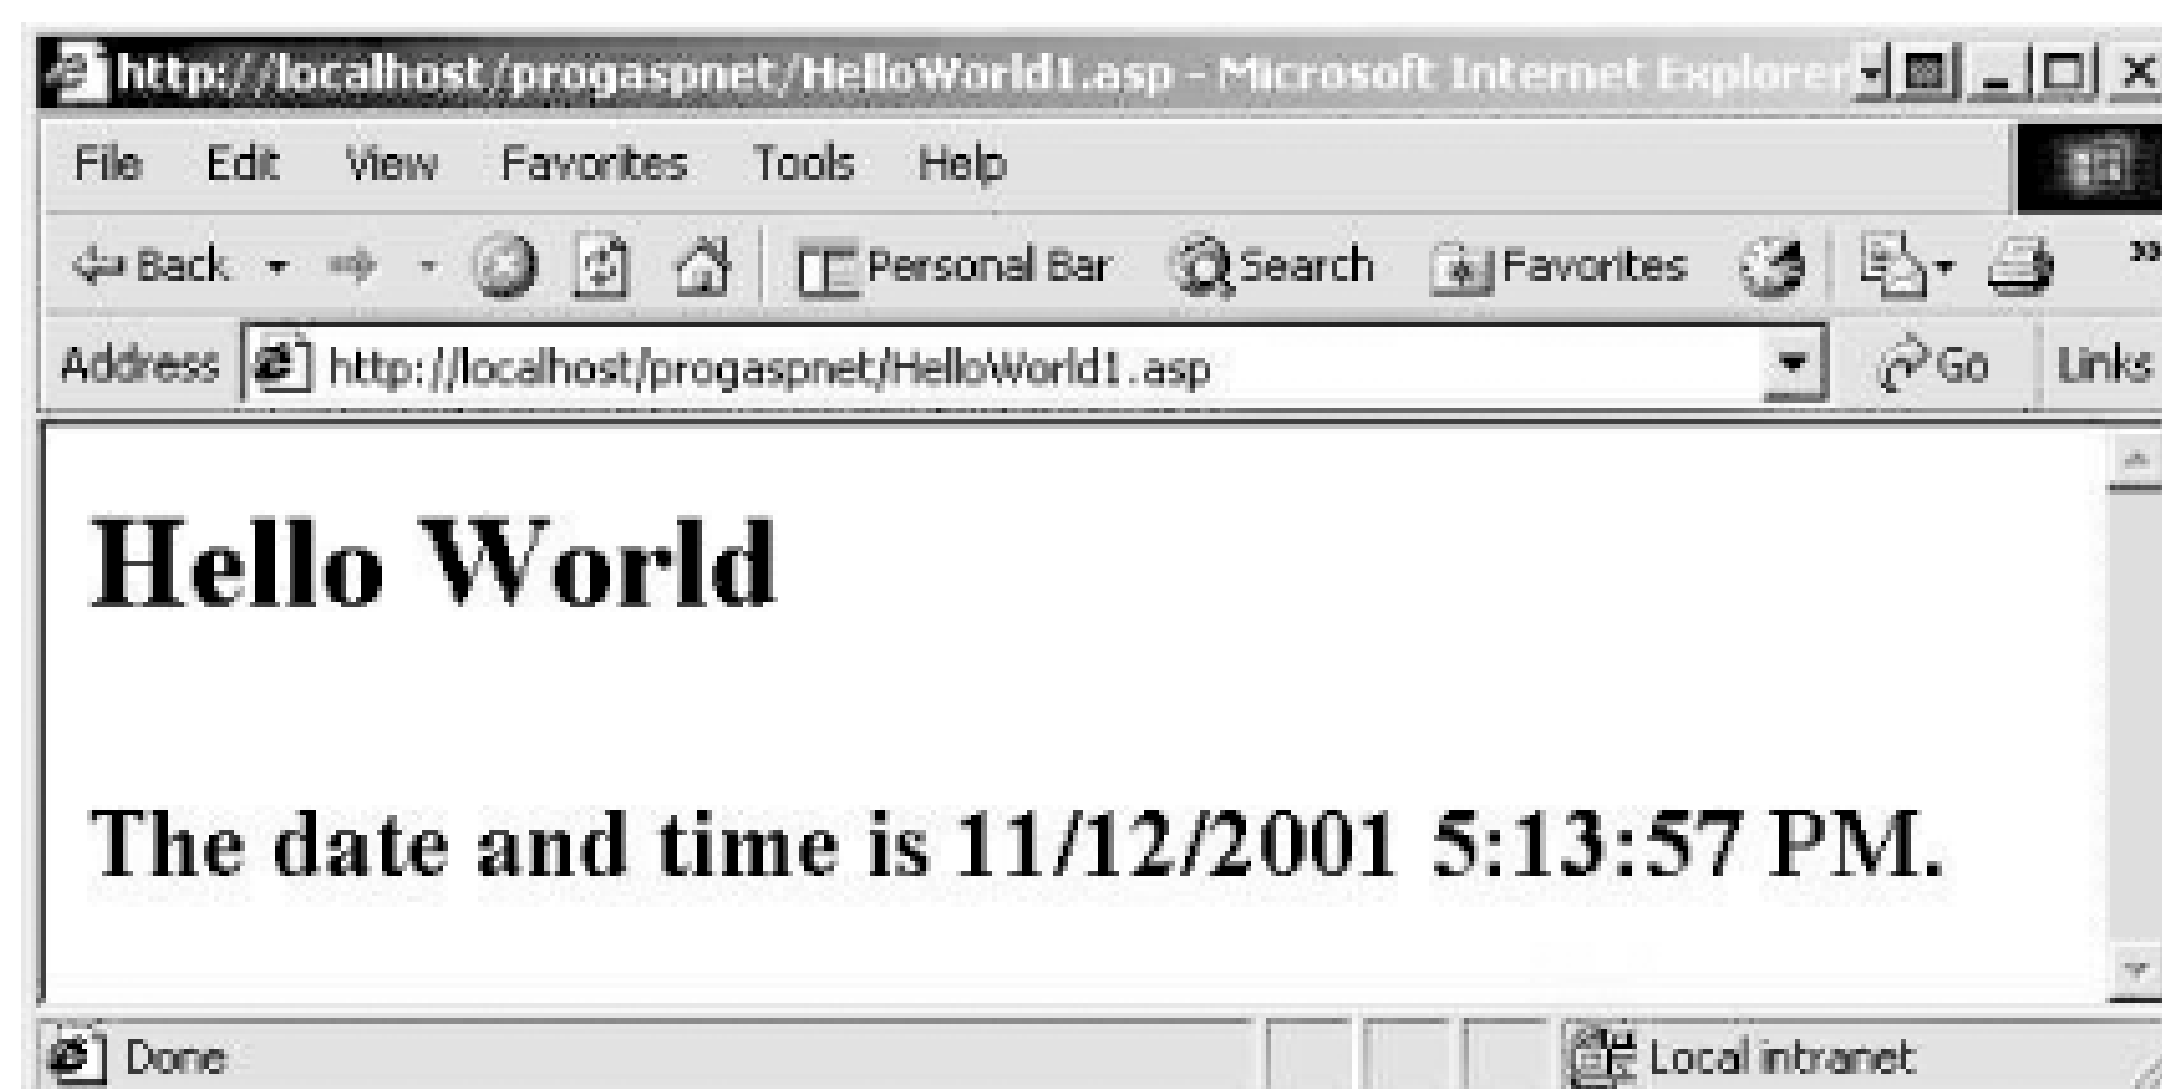 http://localhost/progaspnet/HelloWorld1.asp - Microsoft Internet Explorer
File Edit View Favorites Tools Help
Back Personal Bar Search Favorites »
Address http://localhost/progaspnet/HelloWorld1.asp Go Links
Hello World
The date and time is 11/12/2001 5:13:57 PM.
Done Local intranet